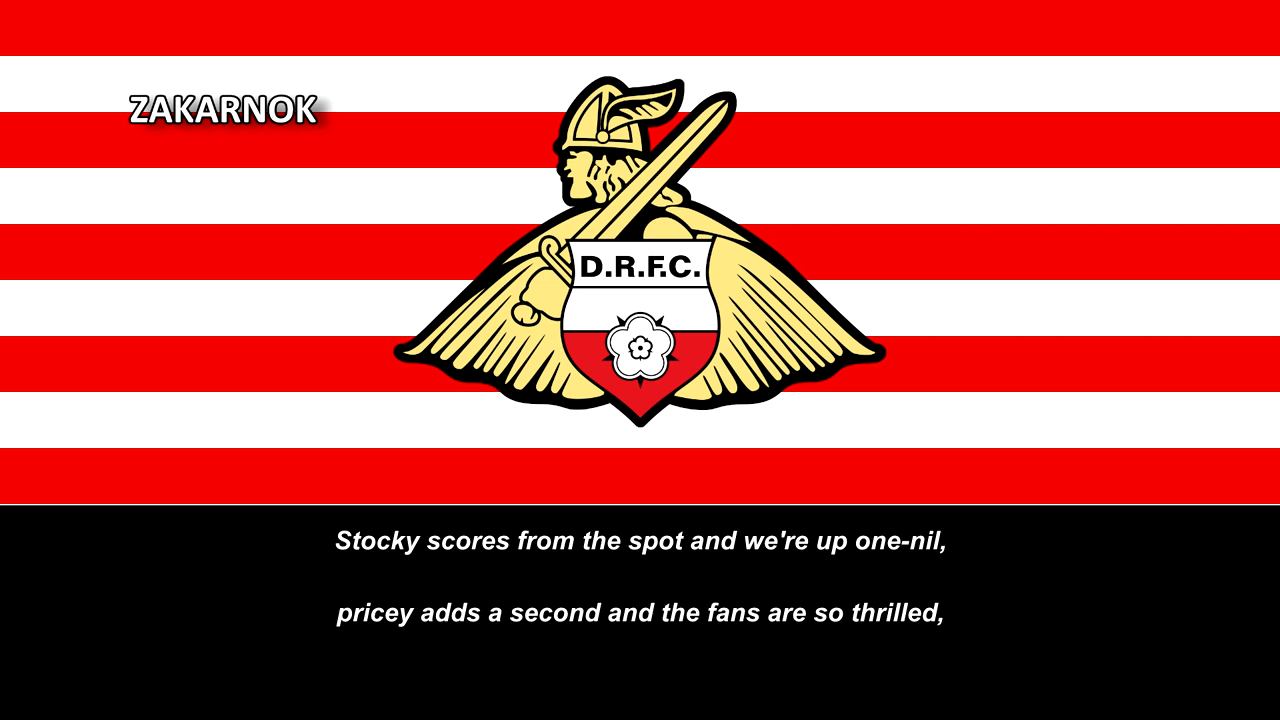 ZAKARNOK
D.R.F.C.
Stocky scores from the spot and we're up one-nil,
pricey adds a second and the fans are so thrilled,